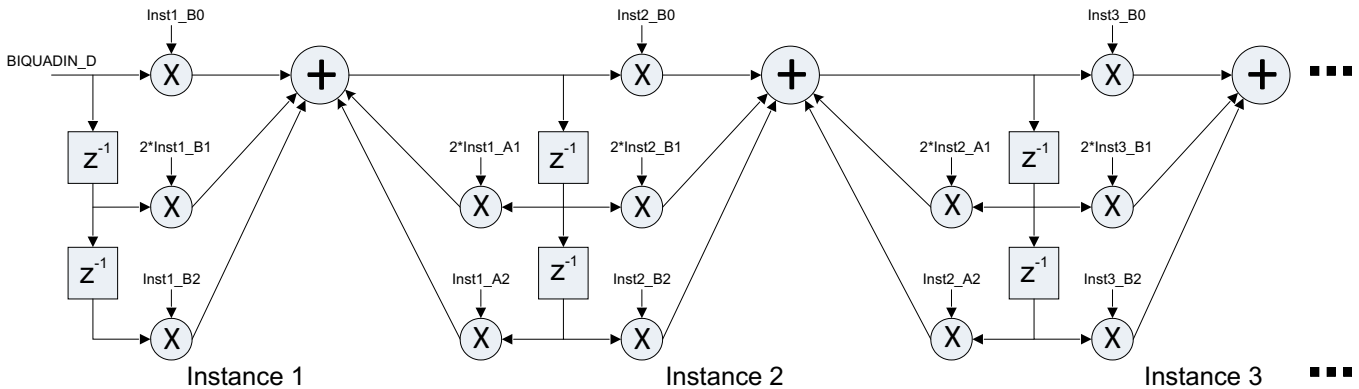 Inst1_B0
Inst2_B0
Inst3_B0
BIQUADIN_D
X
+
X
+
X
+
...
z-1
2*Inst1_B1
2*Inst1_A1
z-1
2*Inst2_B1
2*Inst2_A1
z-1
2*Inst3_B1
X
X
X
X
X
z-1
Inst1_B2
Inst1_A2
z-1
Inst2_B2
Inst2_A2
z-1
Inst3_B2
X
X
X
X
X
Instance 1
Instance 2
Instance 3
...